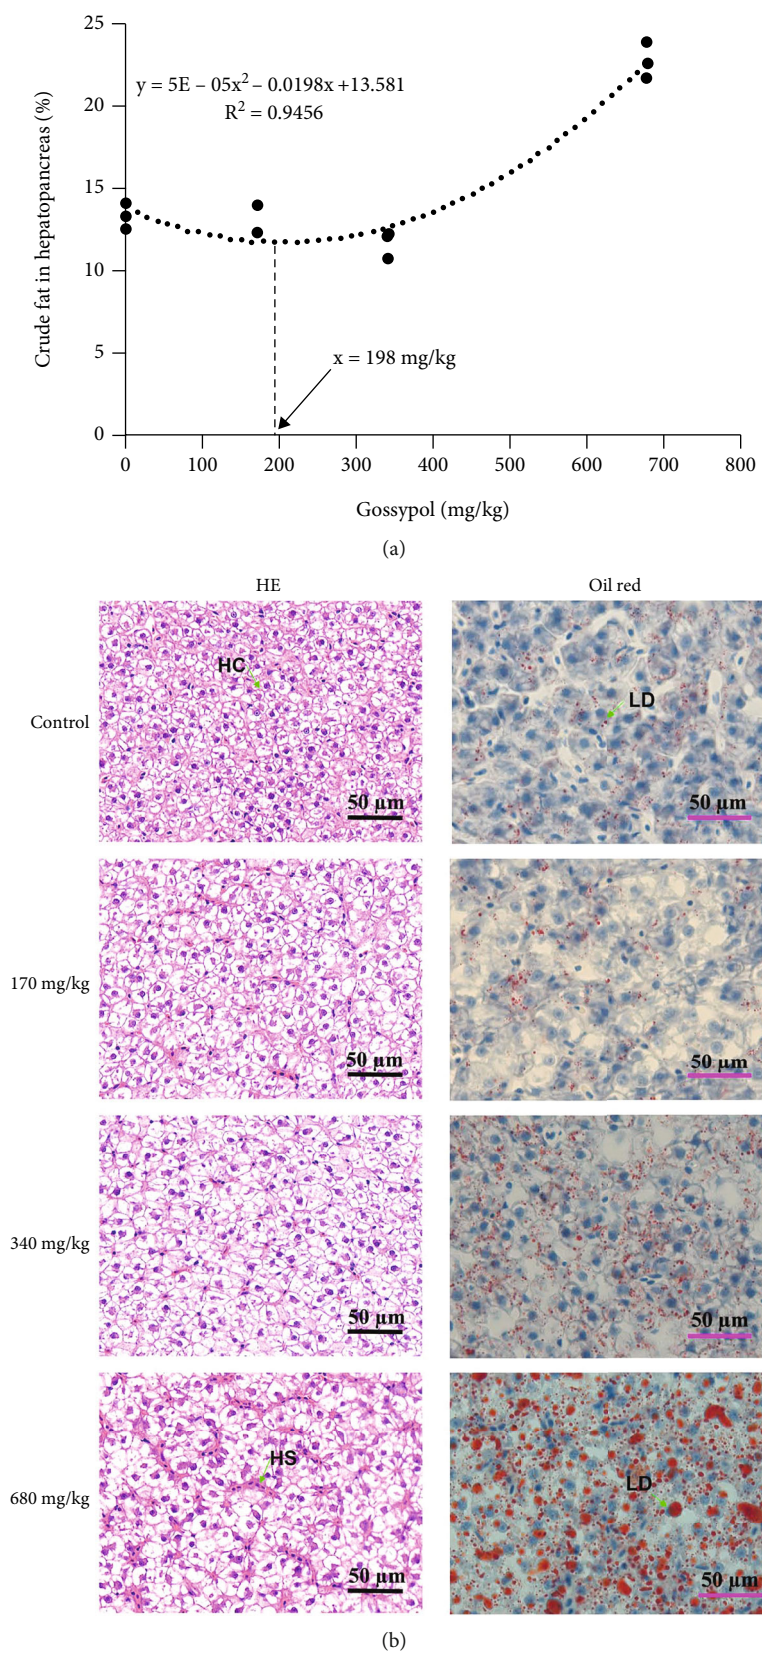 25
20
15
10
5
0
Crude fat in hepatopancreas (%)
y = 5E – 05x² – 0.0198x +13.581
R² = 0.9456
x = 198 mg/kg
0 100 200 300 400 500 600 700 800
Gossypol (mg/kg)
(a)
HE Oil red
Control
HC
LD
50 µm
50 µm
170 mg/kg
50 µm
50 µm
340 mg/kg
50 µm
50 µm
680 mg/kg
HS
LD
50 µm
50 µm
(b)